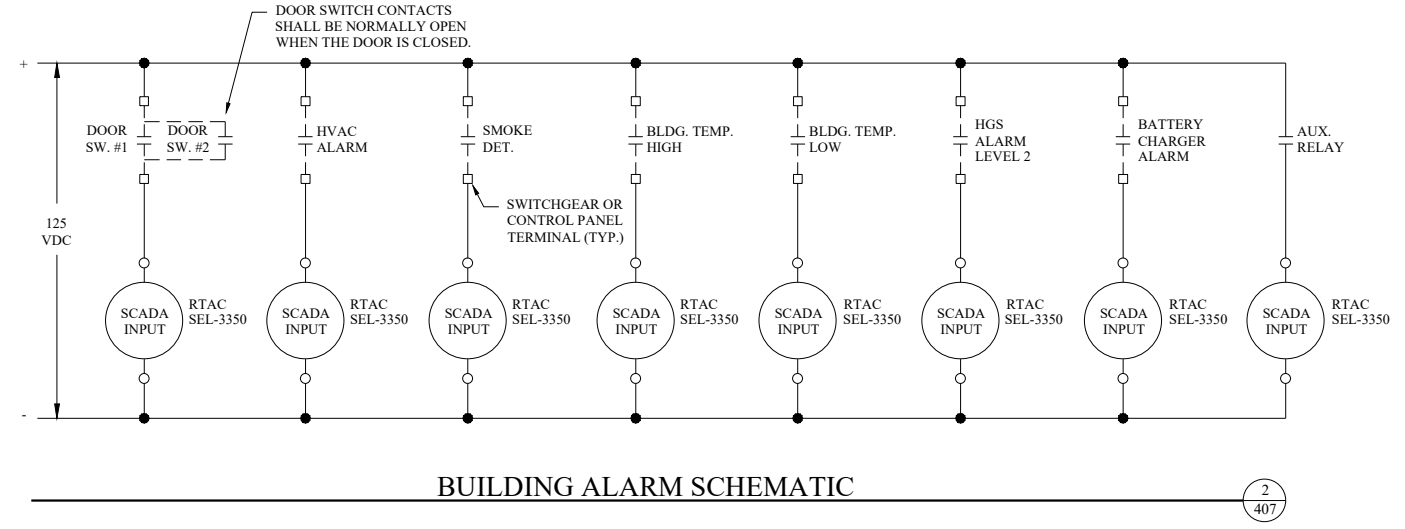 DOOR SWITCH CONTACTS
SHALL BE NORMALLY OPEN
WHEN THE DOOR IS CLOSED.
+
DOOR
SW. #1
DOOR
SW. #2
HVAC
ALARM
SMOKE
DET.
BLDG. TEMP.
HIGH
BLDG. TEMP.
LOW
HGS
ALARM
LEVEL 2
BATTERY
CHARGER
ALARM
AUX.
RELAY
SWITCHGEAR OR
CONTROL PANEL
TERMINAL (TYP.)
125
VDC
SCADA
INPUT
RTAC
SEL-3350
SCADA
INPUT
RTAC
SEL-3350
SCADA
INPUT
RTAC
SEL-3350
SCADA
INPUT
RTAC
SEL-3350
SCADA
INPUT
RTAC
SEL-3350
SCADA
INPUT
RTAC
SEL-3350
SCADA
INPUT
RTAC
SEL-3350
SCADA
INPUT
RTAC
SEL-3350
-
BUILDING ALARM SCHEMATIC
2
407